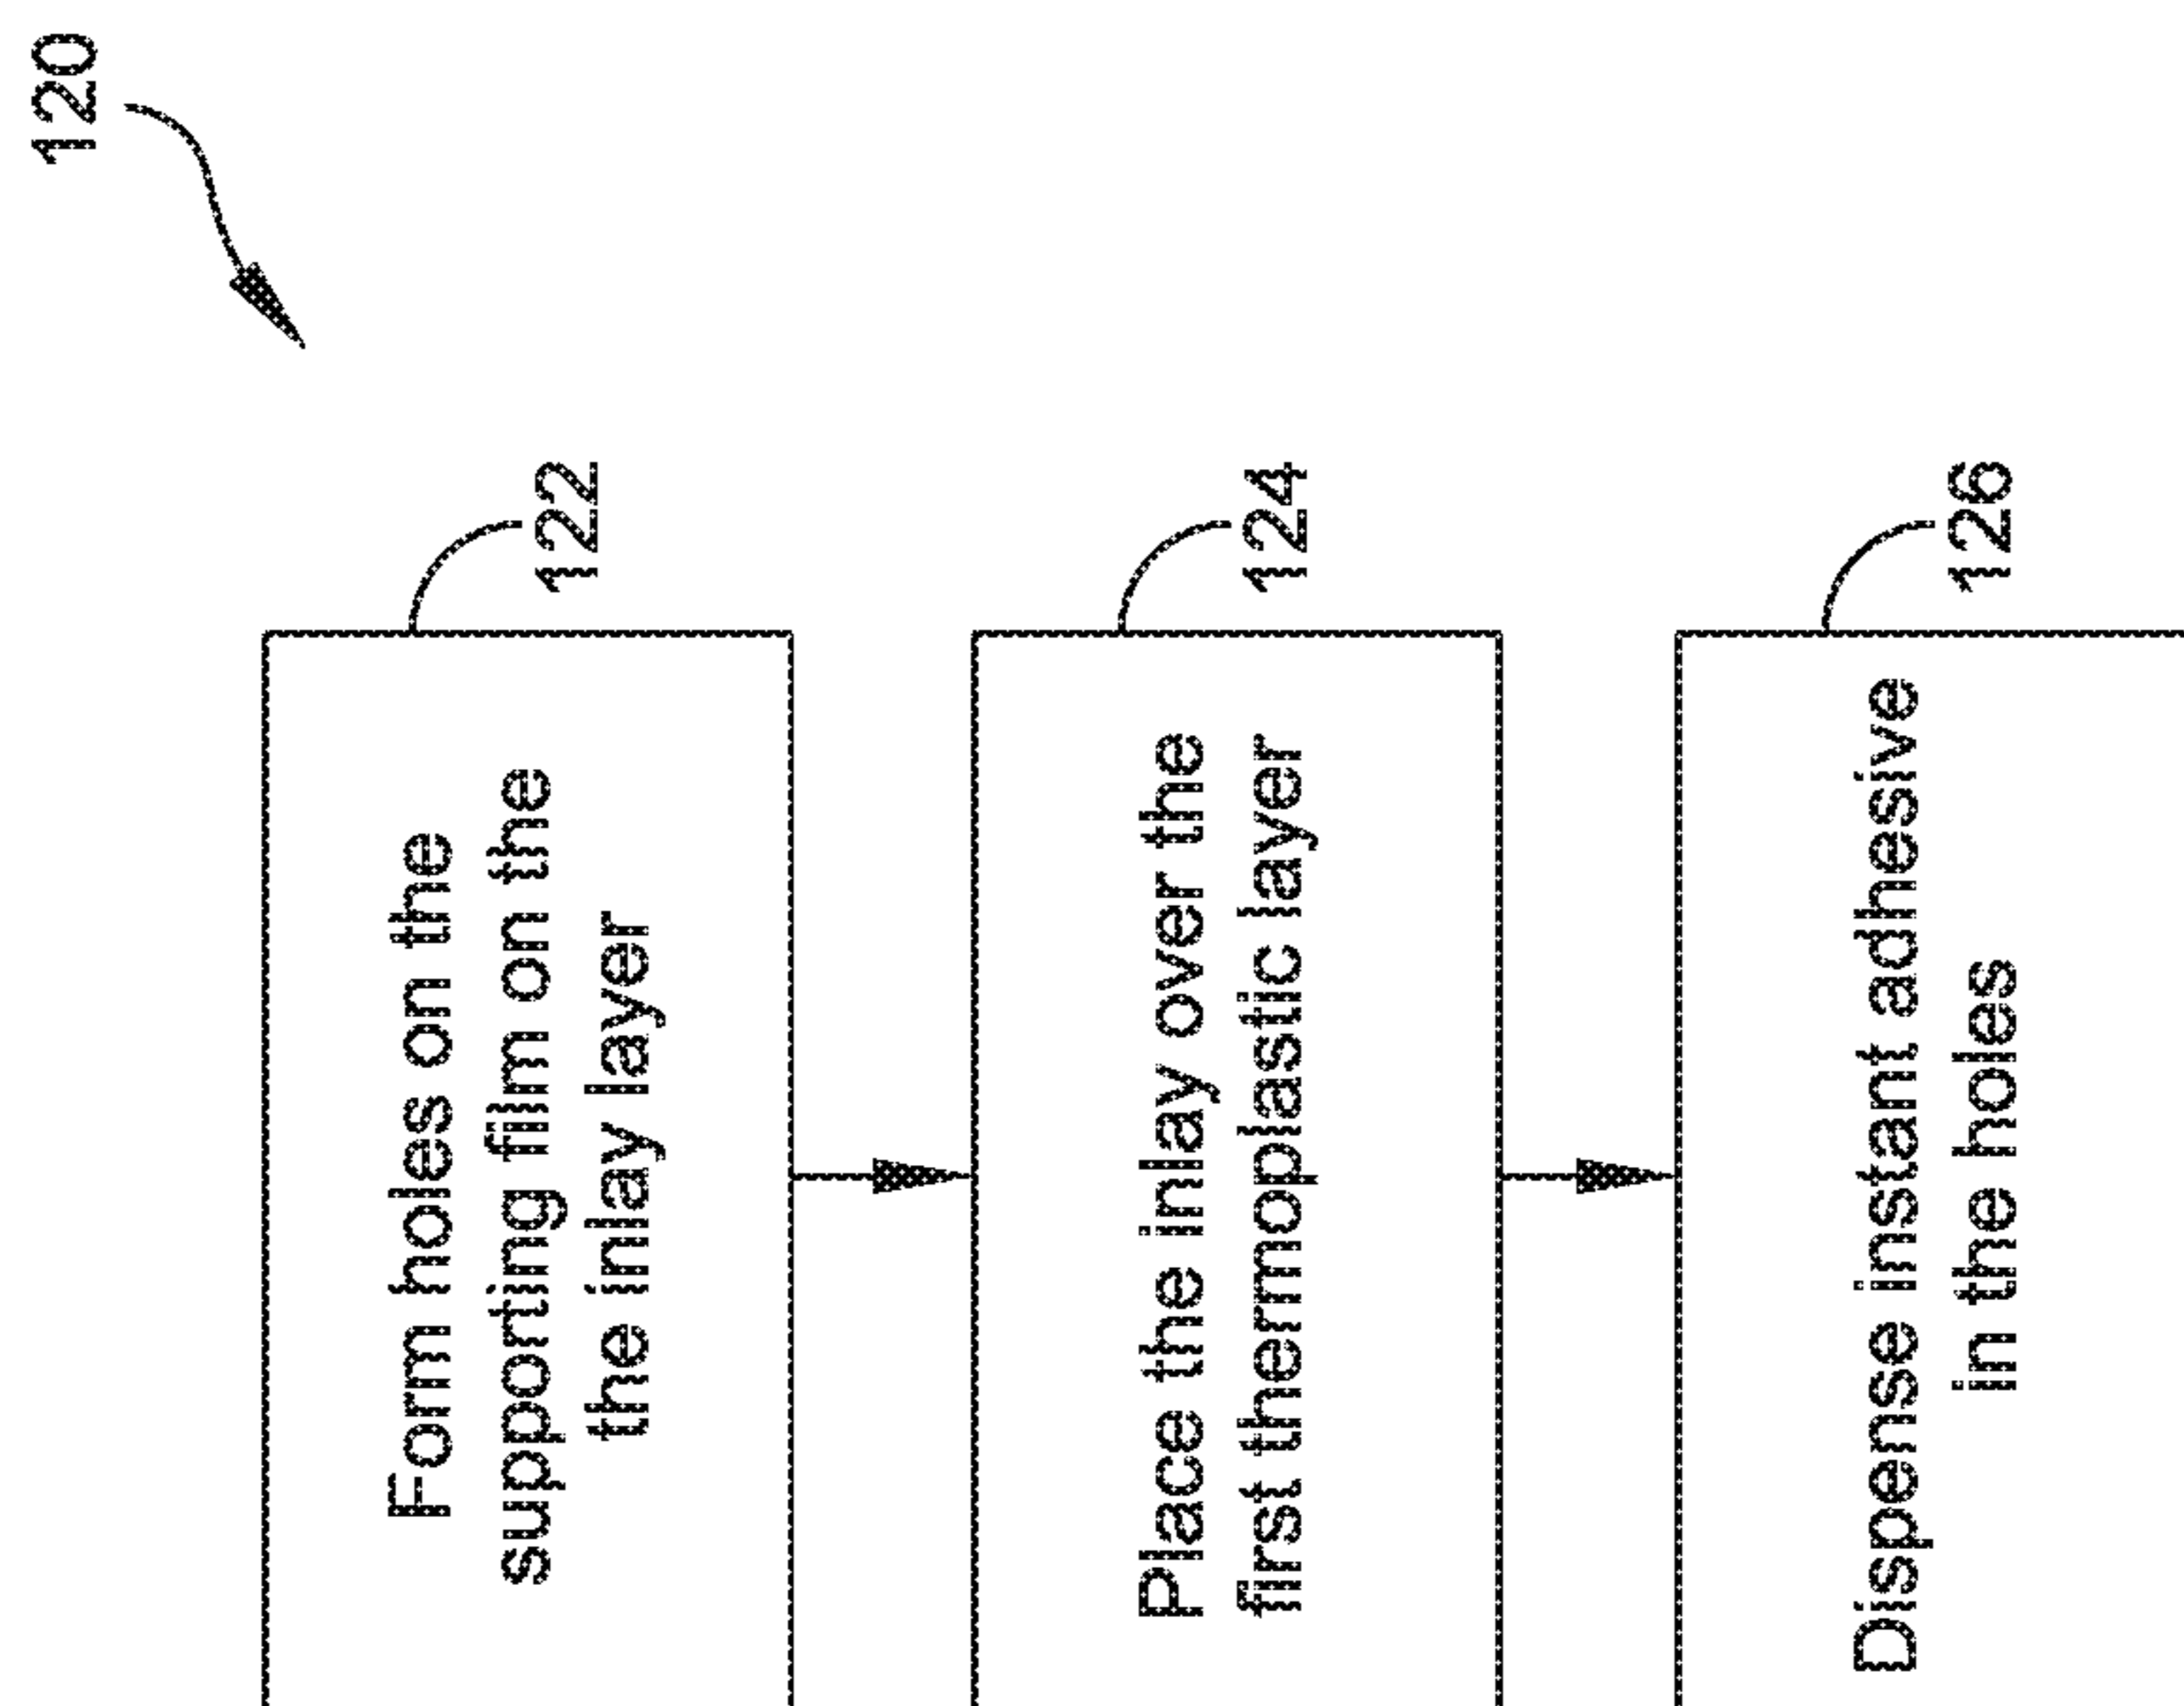 120
122
Form holes on the
supporting film on the
the inlay layer
124
Place the inlay over the
first thermoplastic layer
126
Dispense instant adhesive
in the holes